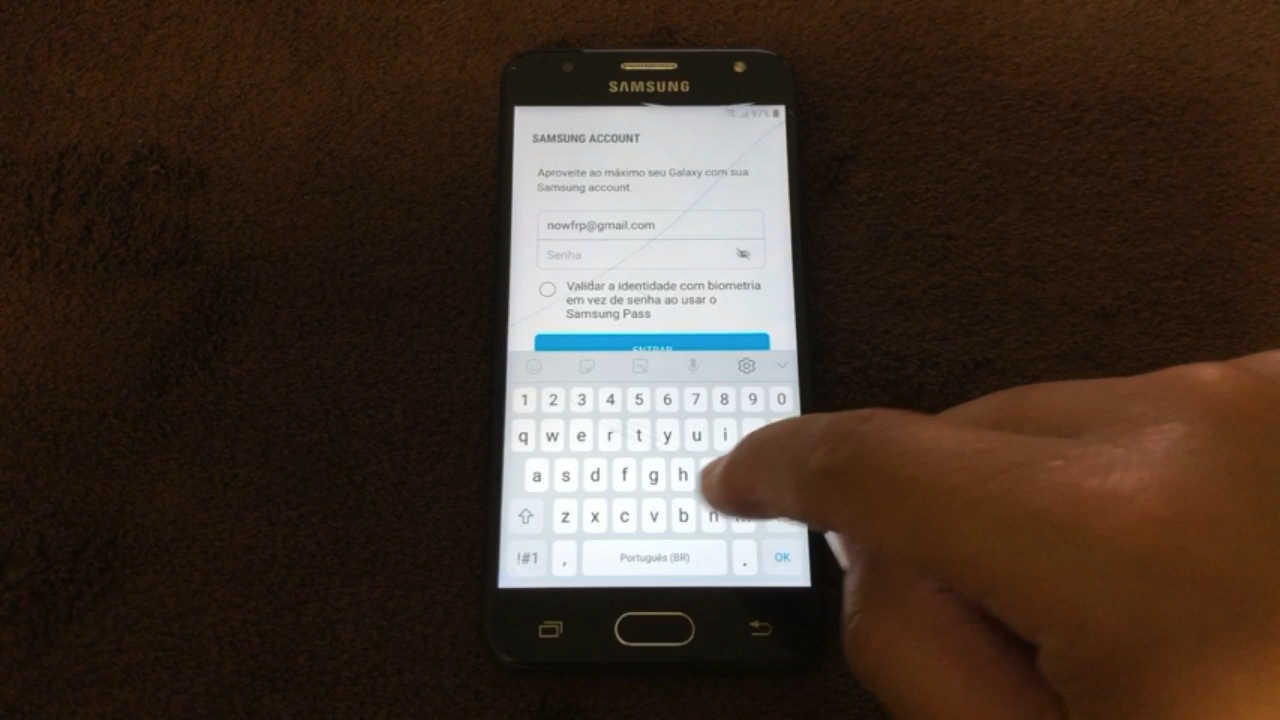 SAMSUNG
97%
SAMSUNG ACCOUNT
Aproveite ao máximo seu Galaxy com sua
Samsung account.
nowfrp@gmail.com
Senha
Validar a identidade com biometria
em vez de senha ao usar o
Samsung Pass
ENTRAR
1 2 3 4 5 6 7 8 9 0
q w e r t y u i
a s d f g h
z x c v b n m
!#1 , Português (BR) . OK